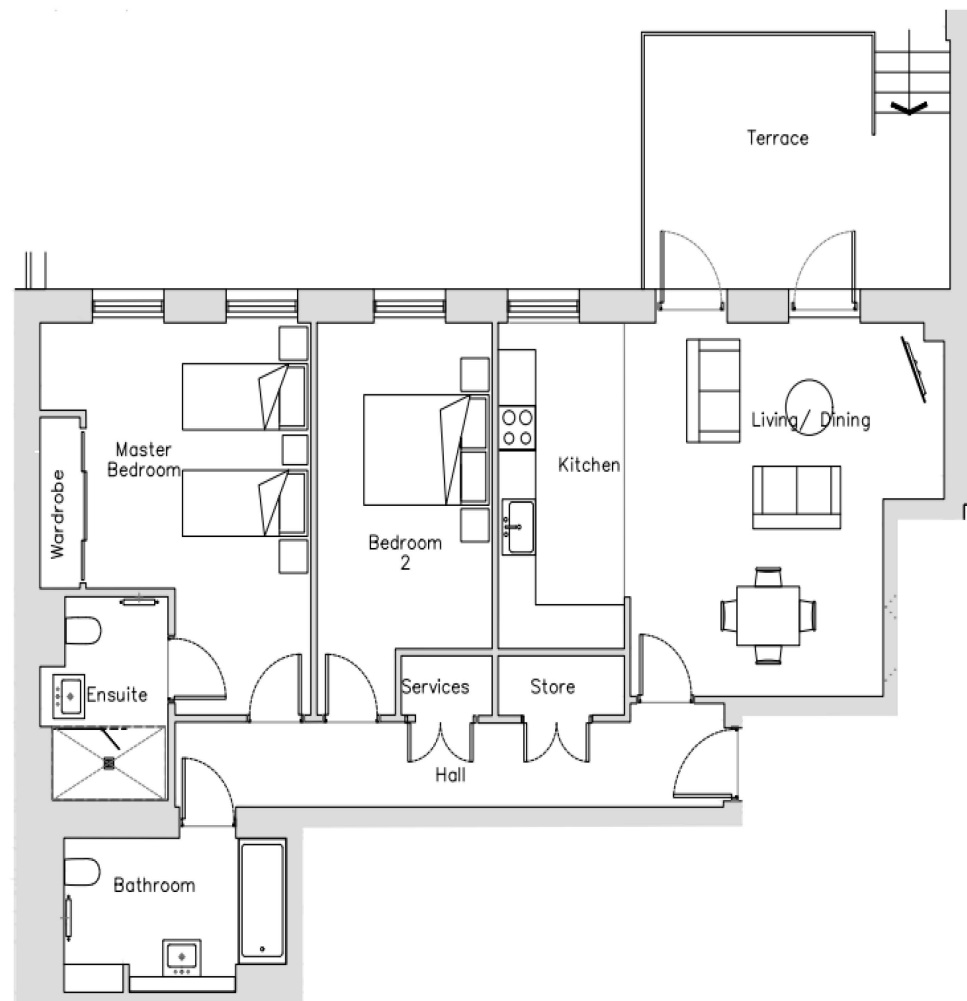 Terrace
Living/ Dining
Master
Bedroom
Kitchen
Wardrobe
Bedroom
2
Ensuite
Services
Store
Hall
Bathroom